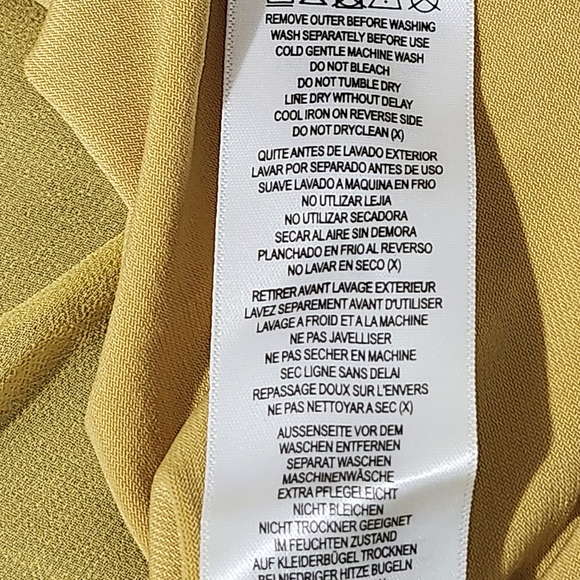 REMOVE OUTER BEFORE WASHING
WASH SEPARATELY BEFORE USE
COLD GENTLE MACHINE WASH
DO NOT BLEACH
DO NOT TUMBLE DRY
LINE DRY WITHOUT DELAY
COOL IRON ON REVERSE SIDE
DO NOT DRYCLEAN (X)
QUITE ANTES DE LAVADO EXTERIOR
LAVAR POR SEPARADO ANTES DE USO
SUAVE LAVADO A MAQUINA EN FRIO
NO UTLIZAR LEJIA
NO UTILIZAR SECADORA
SECAR AL AIRE SIN DEMORA
PLANCHADO EN FRIO AL REVERSO
NO LAVAR EN SECO (X)
RETIRER AVANT LAVAGE EXTERIEUR
LAVEZ SEPAREMENT AVANT D'UTILISER
LAVAGE A FROID ET A LA MACHINE
NE PAS JAVELLISER
NE PAS SECHER EN MACHINE
SEC LIGNE SANS DELAI
REPASSAGE DOUX SUR L'ENVERS
NE PAS NETTOYAR A SEC (X)
AUSSENSEITE VOR DEM
WASCHEN ENTFERNEN
SEPARAT WASCHEN
MASCHINENWÄSCHE
EXTRA PFLEGELEICHT
NICHT BLEICHEN
NICHT TROCKNER GEEIGNET
IM FEUCHTEN ZUSTAND
AUF KLEIDERBÜGEL TROCKNEN
BEI NIEDRIGER HITZE BUGELN